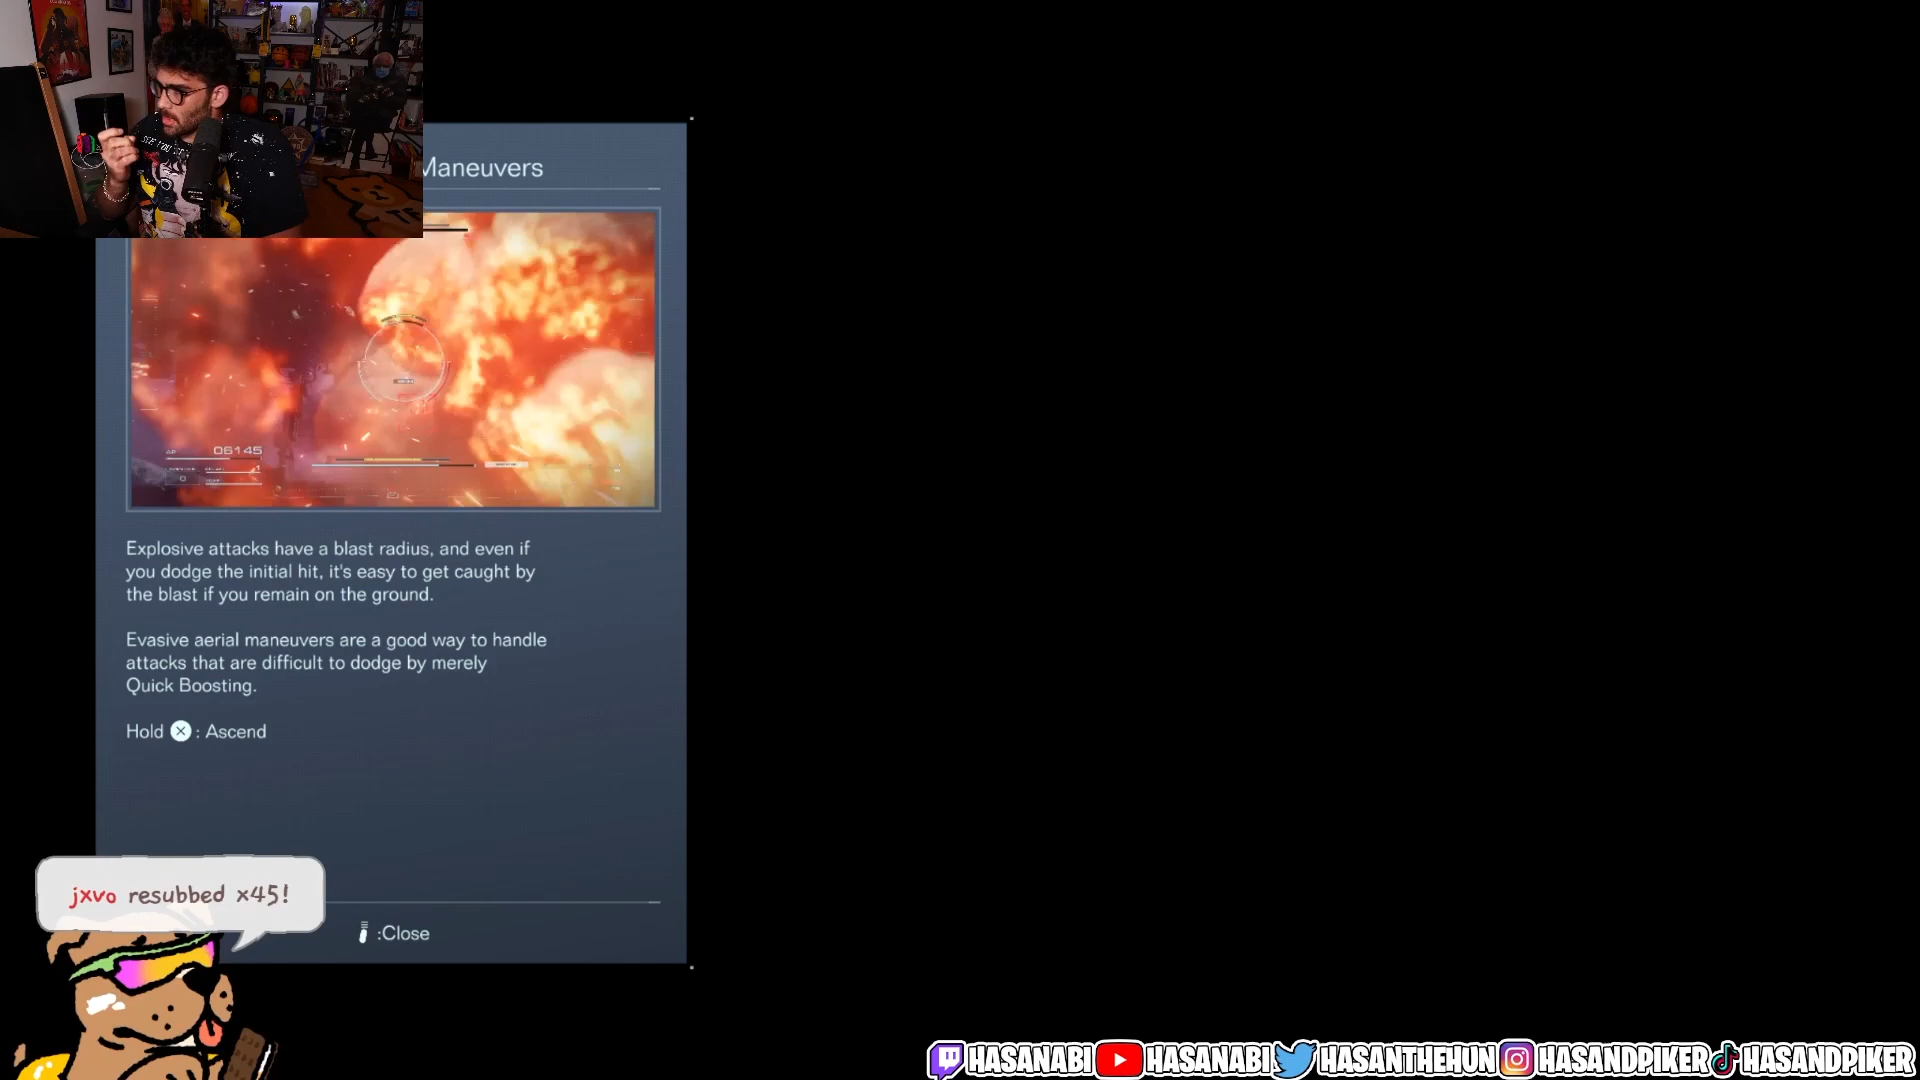 Maneuvers
06145
Explosive attacks have a blast radius, and even if
you dodge the initial hit, it's easy to get caught by
the blast if you remain on the ground.
Evasive aerial maneuvers are a good way to handle
attacks that are difficult to dodge by merely
Quick Boosting.
Hold : Ascend
:Close
jxvo resubbed x45!
HASANABI HASANABI HASANTHEHUN HASANDPIKER HASANDPIKER